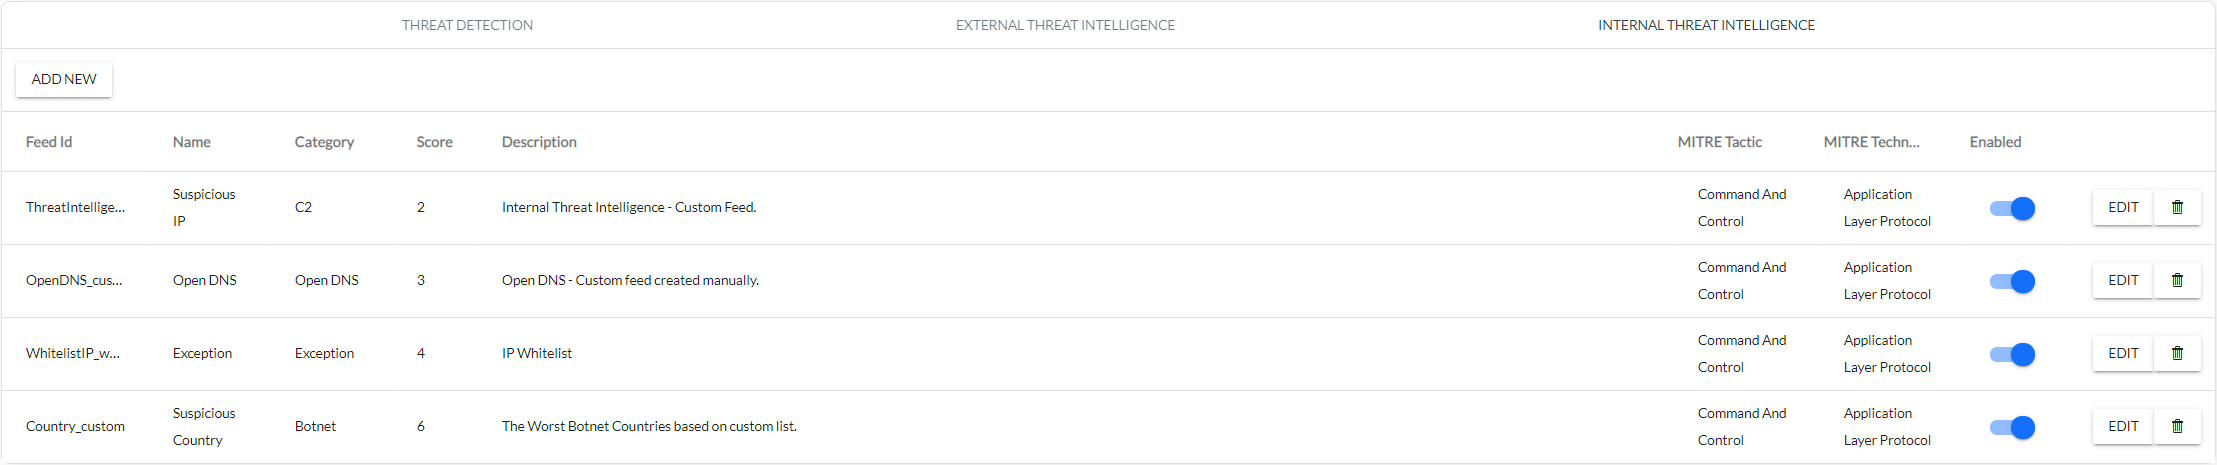 THREAT DETECTION EXTERNAL THREAT INTELLIGENCE INTERNAL THREAT INTELLIGENCE
ADD NEW
Feed Id Name Category Score Description MITRE Tactic MITRE Techn... Enabled
ThreatIntellige... Suspicious IP C2 2 Internal Threat Intelligence - Custom Feed. Command And Control Application Layer Protocol EDIT
OpenDNS_cus... Open DNS Open DNS 3 Open DNS - Custom feed created manually. Command And Control Application Layer Protocol EDIT
WhitelistIP_w... Exception Exception 4 IP Whitelist Command And Control Application Layer Protocol EDIT
Country_custom Suspicious Country Botnet 6 The Worst Botnet Countries based on custom list. Command And Control Application Layer Protocol EDIT